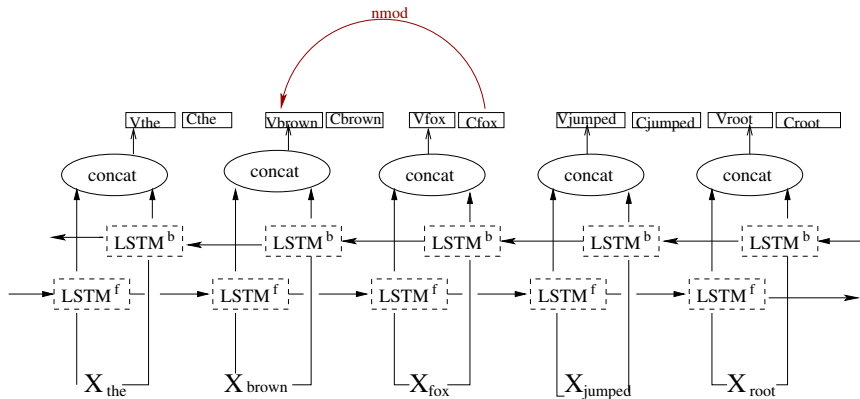 nmod
Vthe Cthe Vbrown Cbrown Vfox Cfox Vjumped Cjumped Vroot Croot
concat concat concat concat concat
LSTM b LSTM b LSTM b LSTM b LSTM b
LSTM f LSTM f LSTM f LSTM f LSTM f
X the X brown X fox X jumped X root